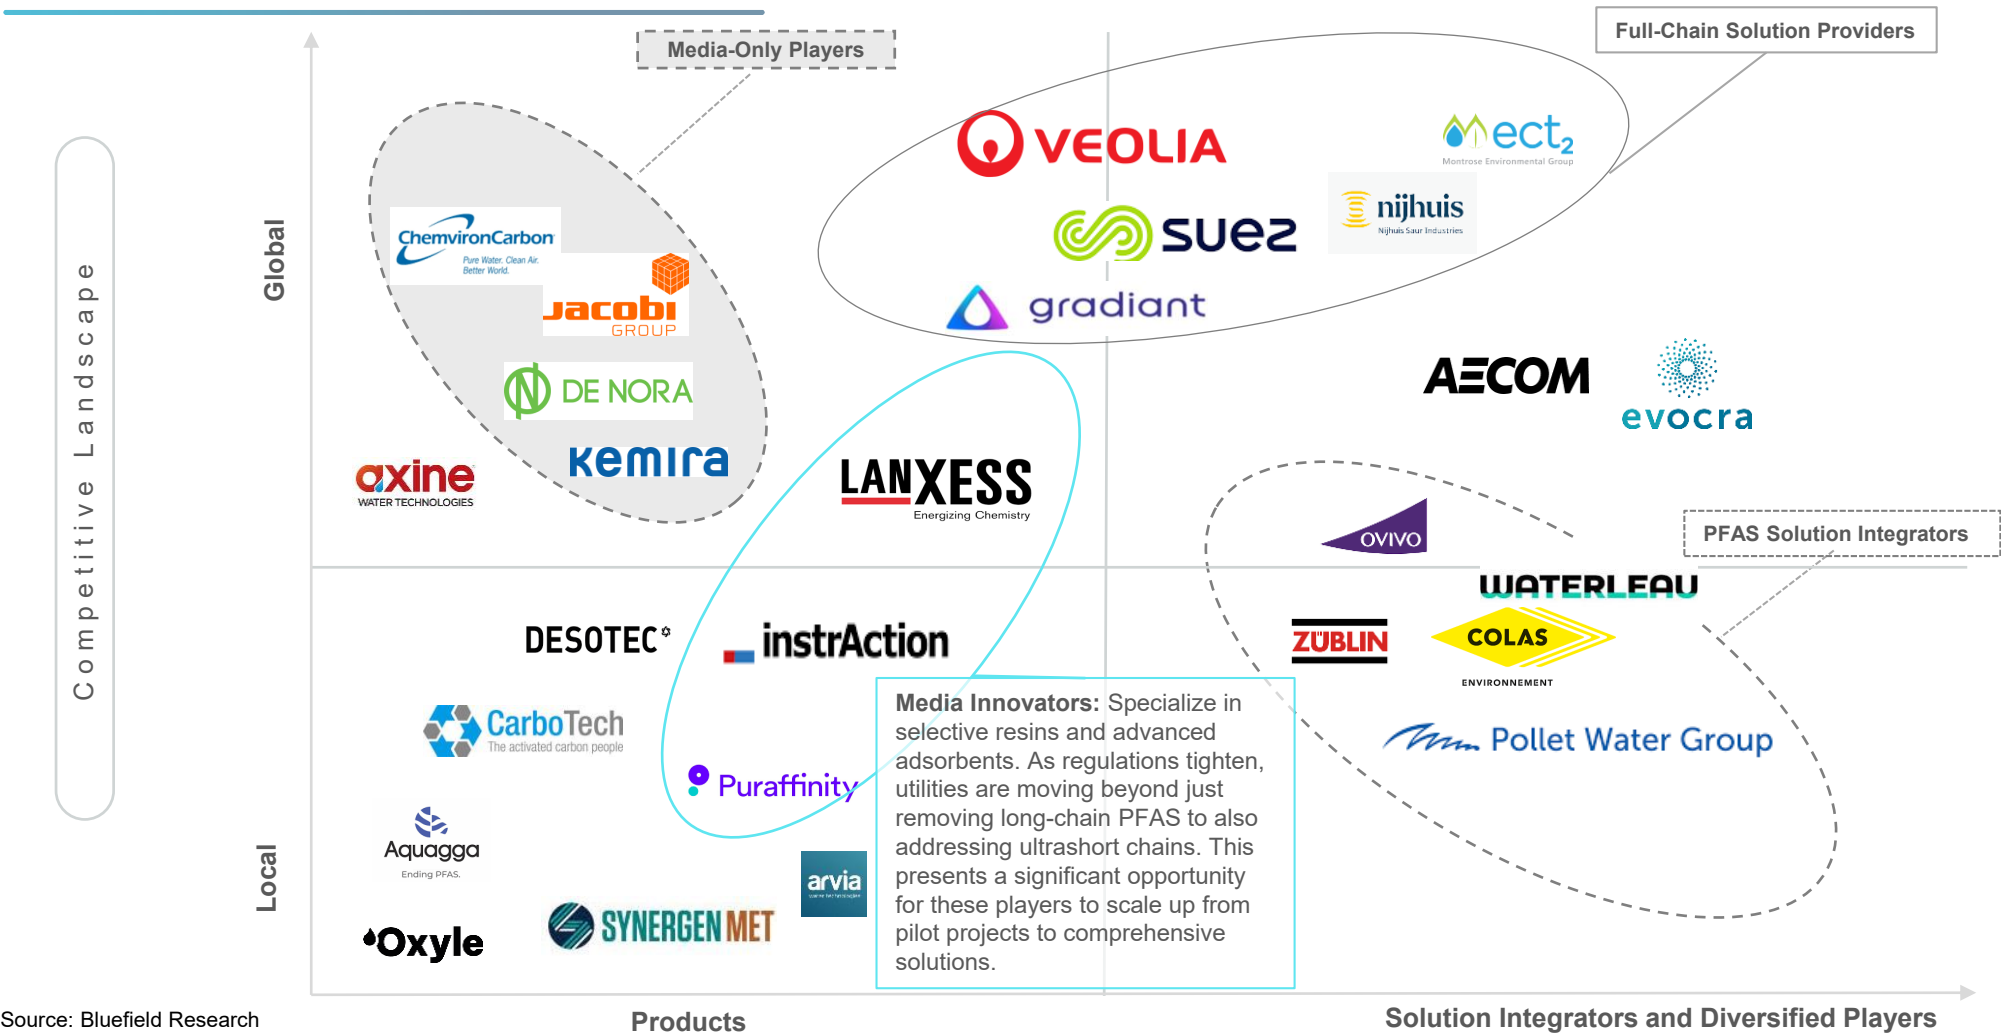 Media-Only Players
Full-Chain Solution Providers
VEOLIA
ect2
Montrose Environmental Group
nijhuis
Nijhuis Saur Industries
suez
gradiant
ChemvironCarbon
Pure Water. Clean Air.
Better World.
Jacobi
GROUP
DE NORA
Kemira
axine
WATER TECHNOLOGIES
LANXESS
Energizing Chemistry
AECOM
evocra
Global
Competitive Landscape
Local
OVIVO
PFAS Solution Integrators
WATERLEAU
ZÜBLIN
COLAS
ENVIRONNEMENT
Pollet Water Group
DESOTEC
instrAction
CarboTech
The activated carbon people
Puraffinity
Aquagga
Ending PFAS.
arvia
Oxyle
SYNERGEN MET
Media Innovators: Specialize in
selective resins and advanced
adsorbents. As regulations tighten,
utilities are moving beyond just
removing long-chain PFAS to also
addressing ultrashort chains. This
presents a significant opportunity
for these players to scale up from
pilot projects to comprehensive
solutions.
Source: Bluefield Research
Products
Solution Integrators and Diversified Players